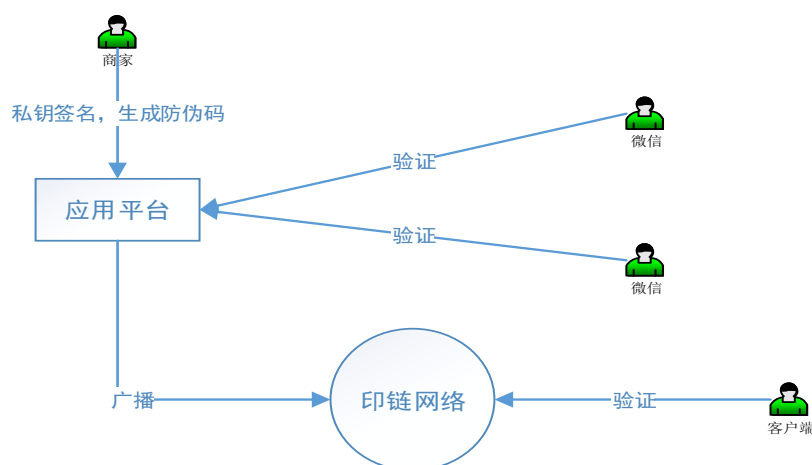 商家
私钥签名，生成防伪码
微信
验证
应用平台
验证
微信
广播
印链网络
验证
客户端